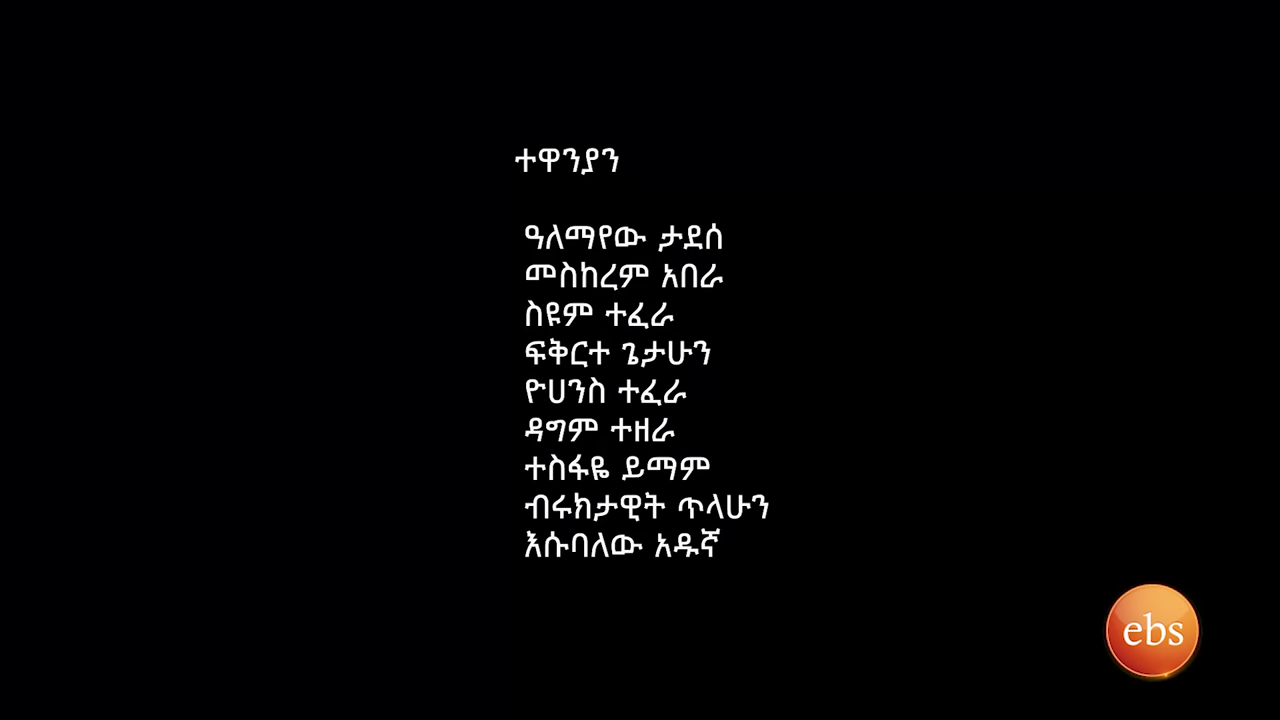 ተዋንያን
ዓለማየው ታደሰ
መስከረም አበራ
ስዩም ተፈራ
ፍቅርተ ጌታሁን
ዮሀንስ ተፈራ
ዳግም ተዘራ
ተስፋዬ ይማም
ብሩክታዊት ጥላሁን
እሱባለው አዱኛ
ebs